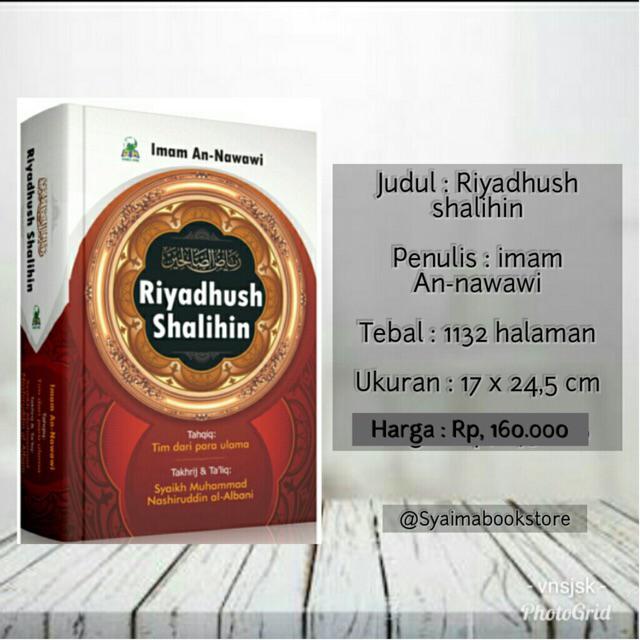 Imam An-Nawawi
رياض الصالحين
Riyadhush
Shalihin
Tahqiq:
Tim dari para ulama
Takhrij & Ta'liq:
Syaikh Muhammad
Nashiruddin al-Albani
Riyadhush Shalihin
Imam An-Nawawi
Judul : Riyadhush
shalihin
Penulis : imam
An-nawawi
Tebal : 1132 halaman
Ukuran : 17 x 24,5 cm
Harga : Rp, 160.000
@Syaimabookstore
- vnsjsk -
PhotoGrid